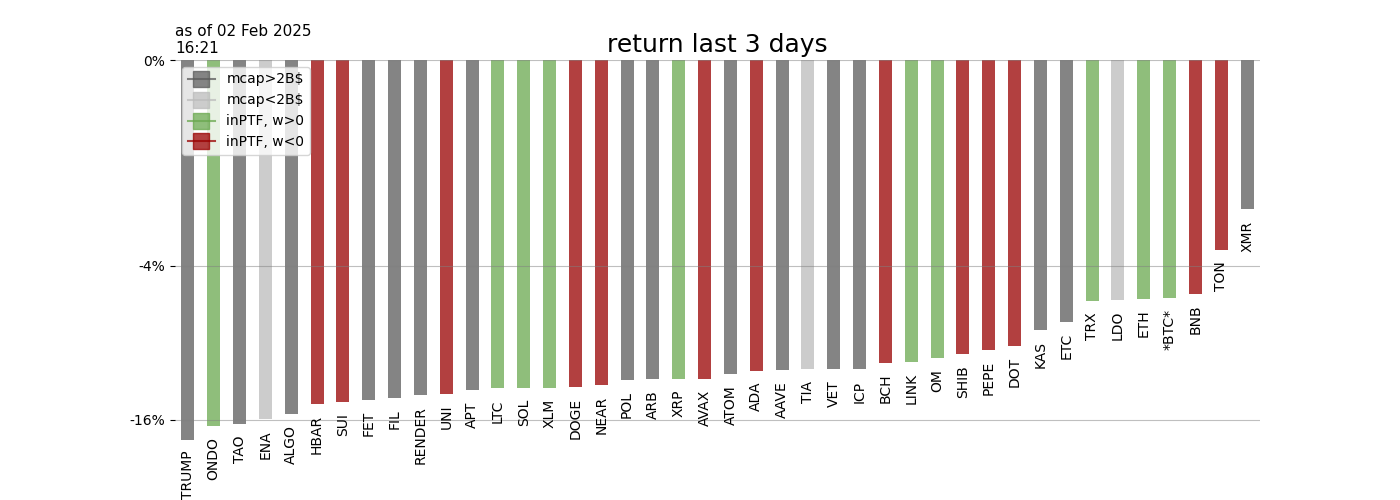 as of 02 Feb 2025
16:21
return last 3 days
0%
-4%
-16%
mcap>2B$
mcap<2B$
inPTF, w>0
inPTF, w<0
TRUMP
ONDO
TAO
ENA
ALGO
HBAR
SUI
FET
FIL
RENDER
UNI
APT
LTC
SOL
XLM
DOGE
NEAR
POL
ARB
XRP
AVAX
ATOM
ADA
AAVE
TIA
VET
ICP
BCH
LINK
OM
SHIB
PEPE
DOT
KAS
ETC
TRX
LDO
ETH
*BTC*
BNB
TON
XMR